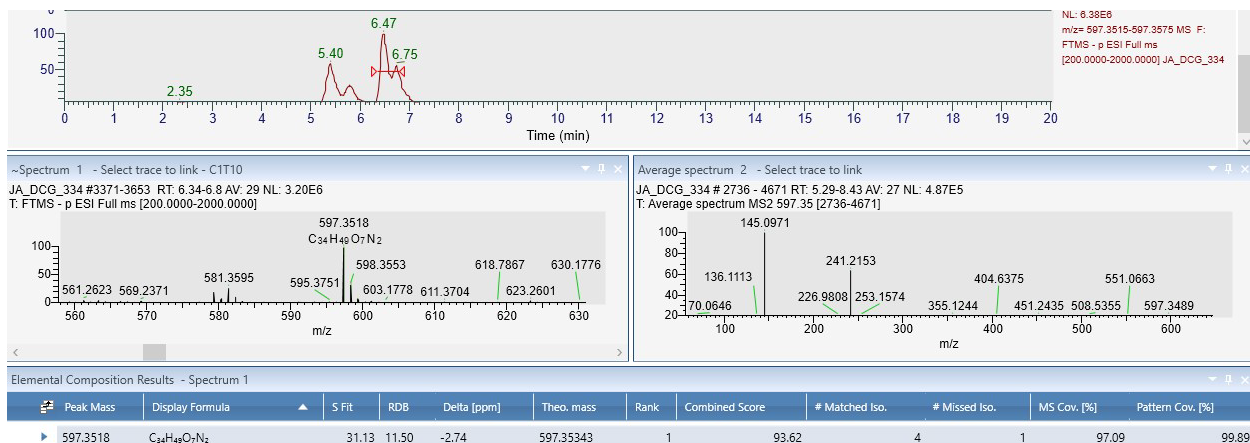 0
6.47
100
5.40
6.75
50
2.35
0 1 2 3 4 5 6 7 8 9 10 11 12 13 14 15 16 17 18 19 20
Time (min)
NL: 6.38E6
m/z= 597.3515-597.3575 MS F:
FTMS - p ESI Full ms
[200.0000-2000.0000] JA_DCG_334
~Spectrum 1 - Select trace to link - C1T10
JA_DCG_334 #3371-3653 RT: 6.34-6.8 AV: 29 NL: 3.20E6
T: FTMS - p ESI Full ms [200.0000-2000.0000]
597.3518
C₃₄H₄₉O₇N₂
100
598.3553 618.7867 630.1776
581.3595
595.3751
50
561.2623 569.2371 603.1778 611.3704 623.2601
0
560 570 580 590 600 610 620 630
m/z
Average spectrum 2 - Select trace to link
JA_DCG_334 # 2736 - 4671 RT: 5.29-8.43 AV: 27 NL: 4.87E5
T: Average spectrum MS2 597.35 [2736-4671]
145.0971
100
80
241.2153
60
136.1113 404.6375 551.0663
40
226.9808 253.1574
70.0646 355.1244 451.2435 508.5355 597.3489
20
100 200 300 400 500 600
m/z
Elemental Composition Results - Spectrum 1
Peak Mass Display Formula S Fit RDB Delta [ppm] Theo. mass Rank Combined Score # Matched Iso. # Missed Iso. MS Cov. [%] Pattern Cov. [%]
597.3518 C₃₄H₄₉O₇N₂ 31.13 11.50 -2.74 597.35343 1 93.62 4 1 97.09 99.89